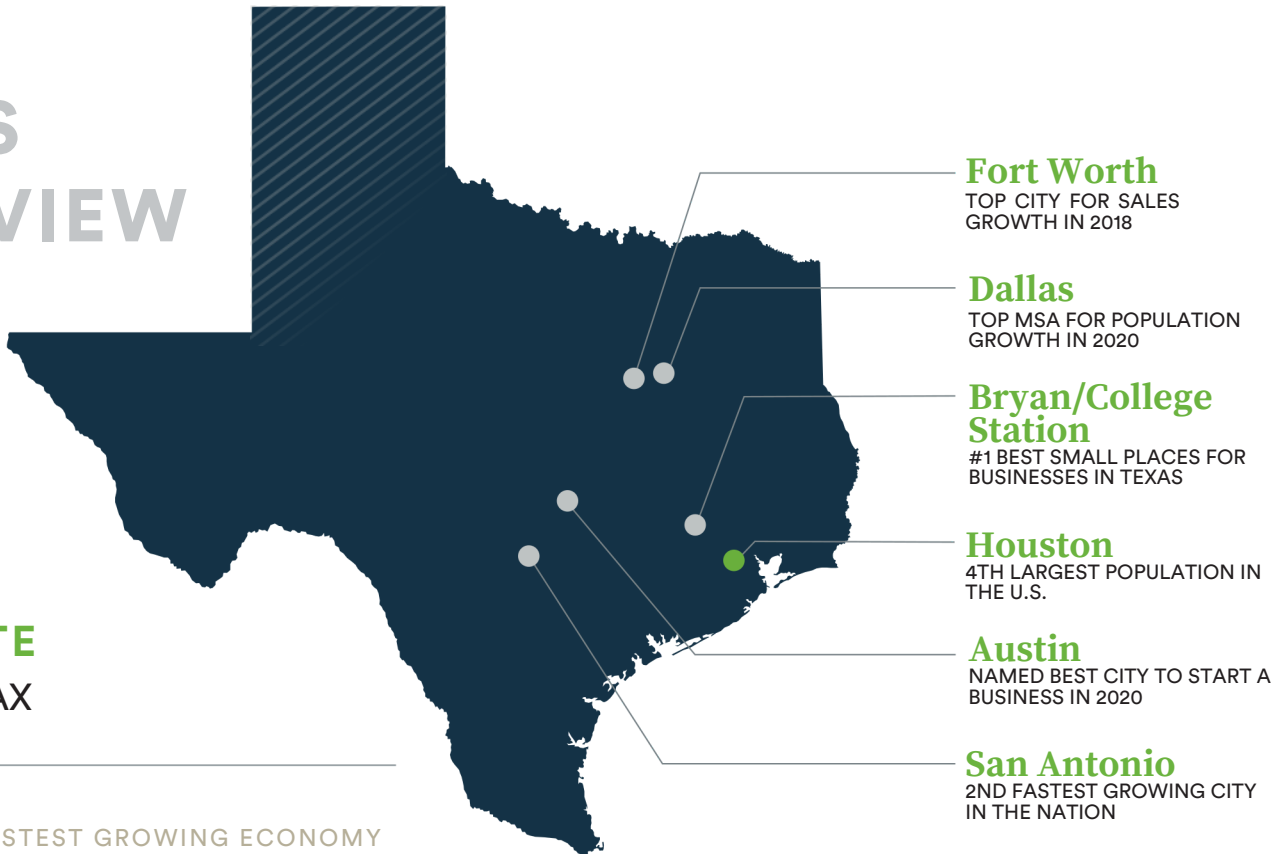 S
VIEW
Fort Worth
TOP CITY FOR SALES
GROWTH IN 2018
Dallas
TOP MSA FOR POPULATION
GROWTH IN 2020
Bryan/College
Station
#1 BEST SMALL PLACES FOR
BUSINESSES IN TEXAS
Houston
4TH LARGEST POPULATION IN
THE U.S.
Austin
NAMED BEST CITY TO START A
BUSINESS IN 2020
San Antonio
2ND FASTEST GROWING CITY
IN THE NATION
TE
AX
STEST GROWING ECONOMY